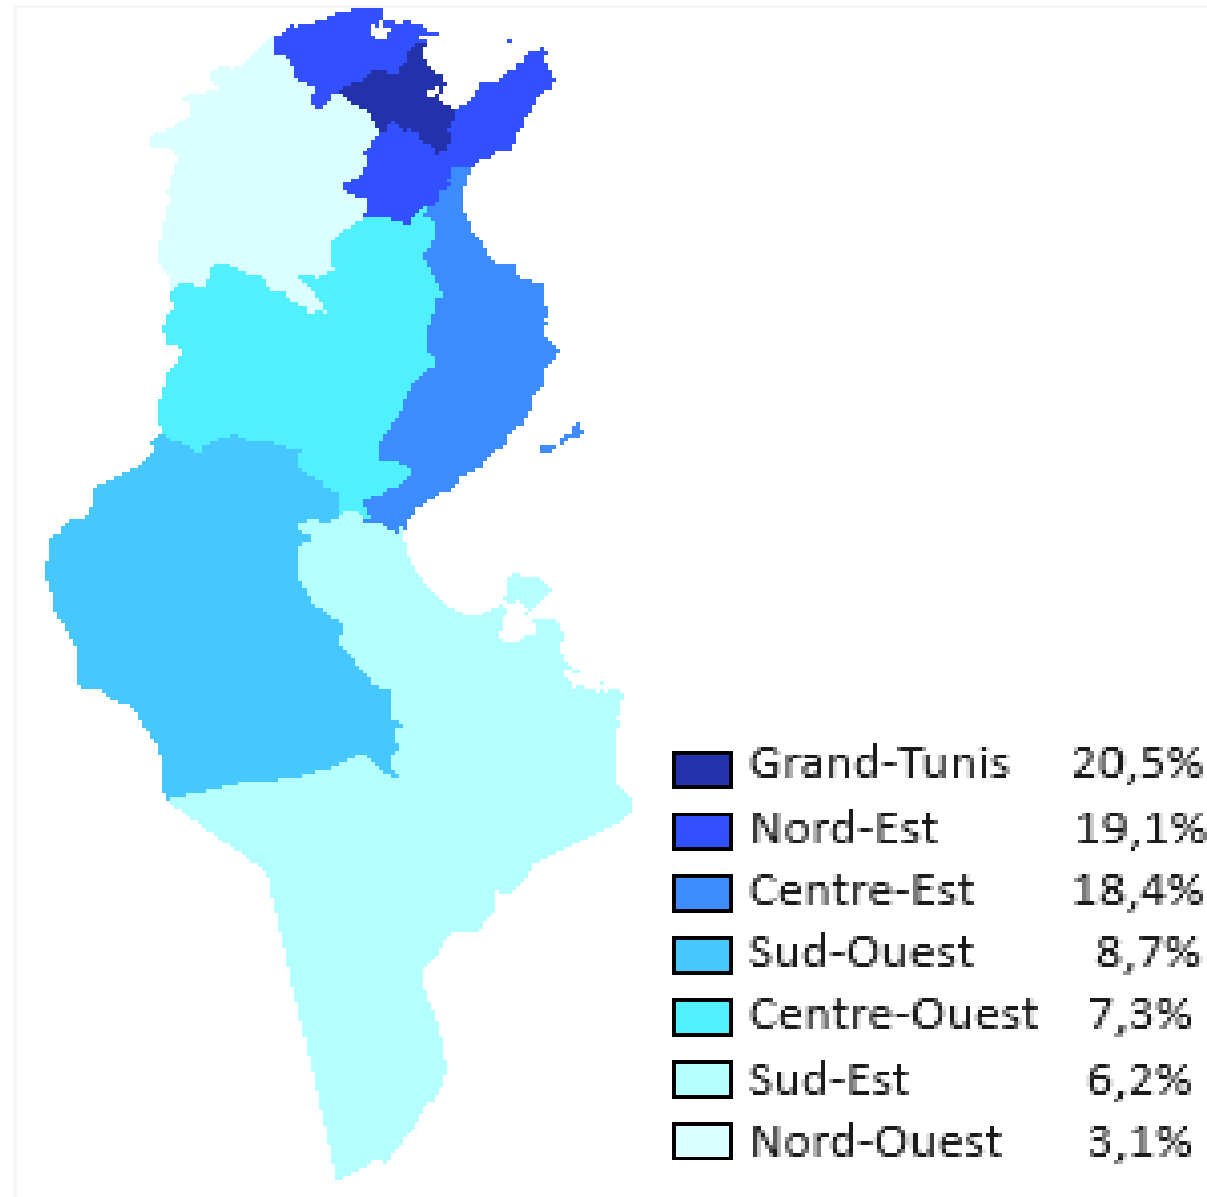 Grand-Tunis 20,5%
Nord-Est 19,1%
Centre-Est 18,4%
Sud-Ouest 8,7%
Centre-Ouest 7,3%
Sud-Est 6,2%
Nord-Ouest 3,1%